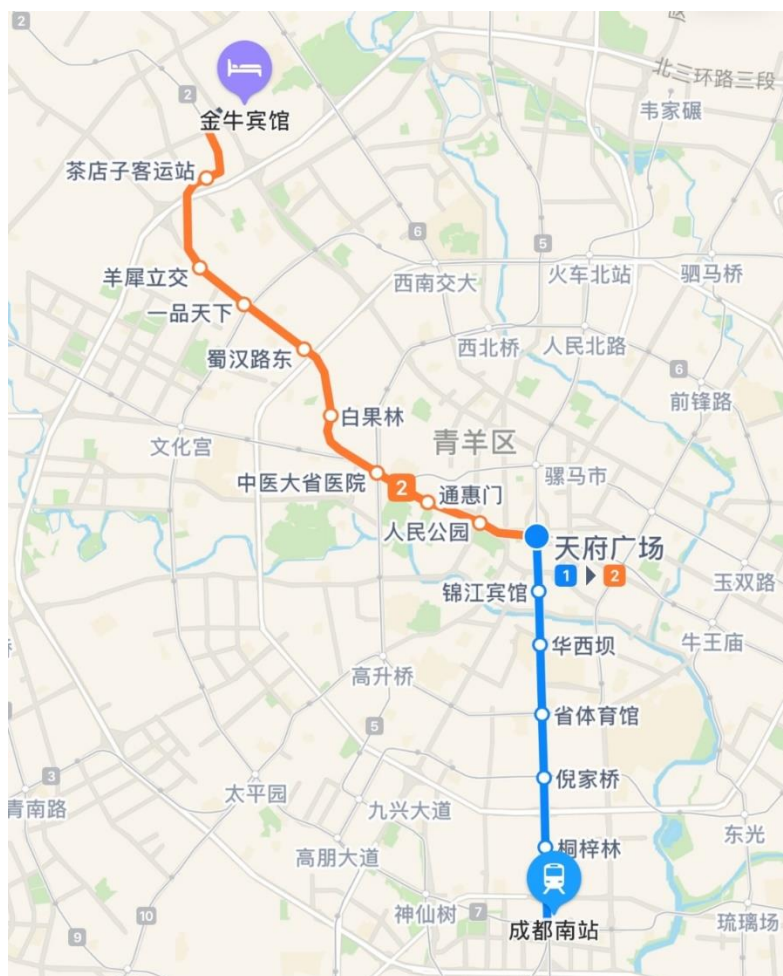 2
区
北三环路三段
2
韦家碾
金牛宾馆
茶店子客运站
6
5
羊犀立交
西南交大
火车北站
驷马桥
一品天下
西北桥
人民北路
蜀汉路东
6
前锋路
白果林
文化宫
青羊区
中医大省医院
2
通惠门
骡马市
人民公园
天府广场
1
2
玉双路
锦江宾馆
牛王庙
华西坝
高升桥
省体育馆
5
3
太平园
青南路
倪家桥
九兴大道
东光
高朋大道
桐梓林
神仙树
7
10
9
成都南站
琉璃场